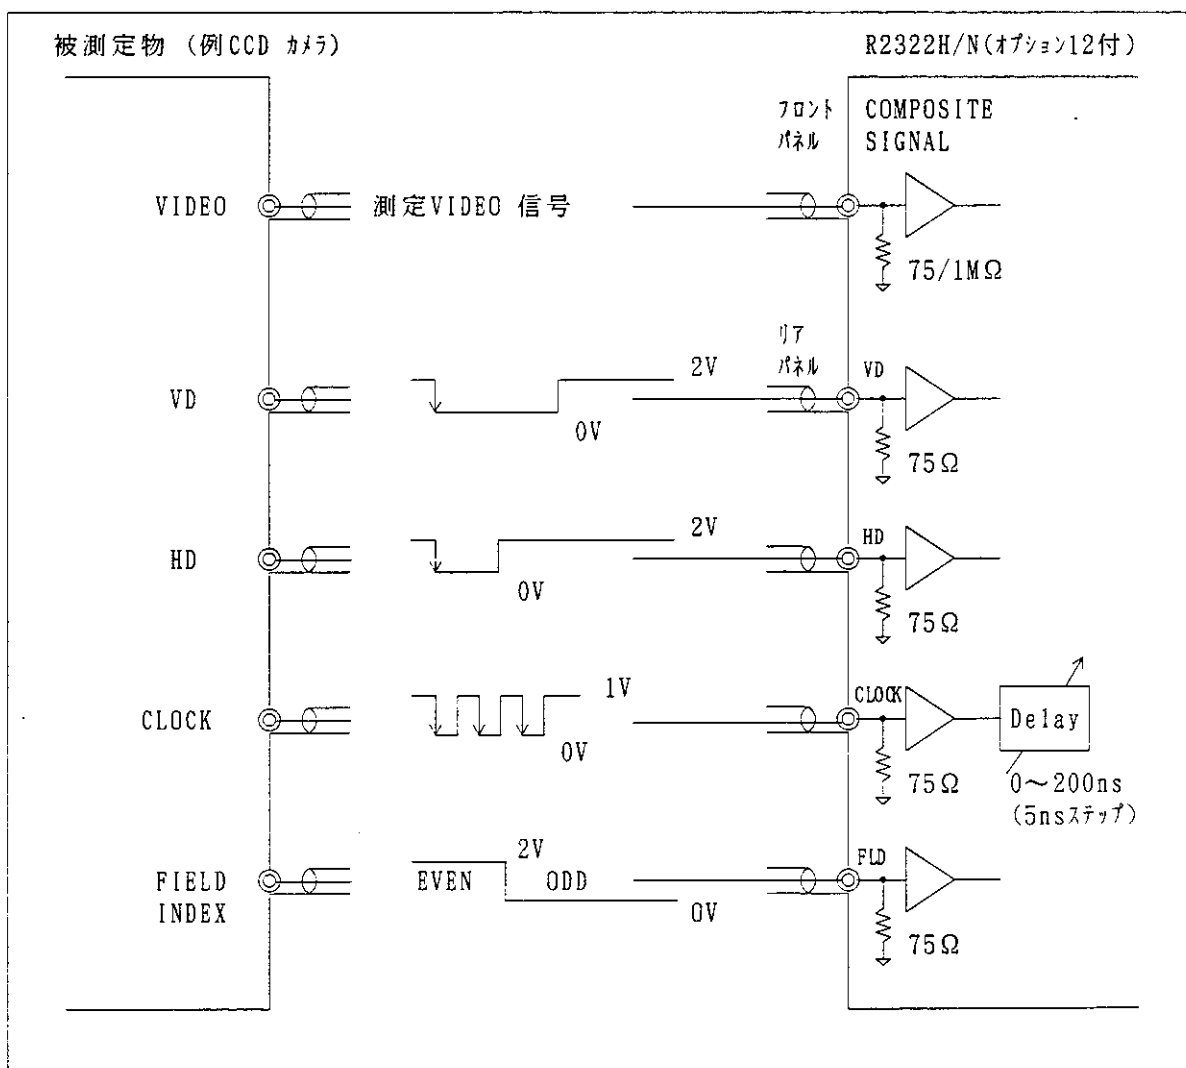 被測定物 (例CCD ｶﾒﾗ)
R2322H/N(ｵﾌﾟｼｮﾝ12付)
ﾌﾛﾝﾄ
ﾊﾟﾈﾙ
COMPOSITE
SIGNAL
VIDEO
測定VIDEO 信号
75/1MΩ
ﾘｱ
ﾊﾟﾈﾙ
VD
VD
2V
0V
75Ω
HD
2V
0V
HD
75Ω
CLOCK
1V
0V
CLOCK
75Ω
Delay
0～200ns
(5nsｽﾃｯﾌﾟ)
FIELD
INDEX
2V
EVEN ODD
0V
FLD
75Ω